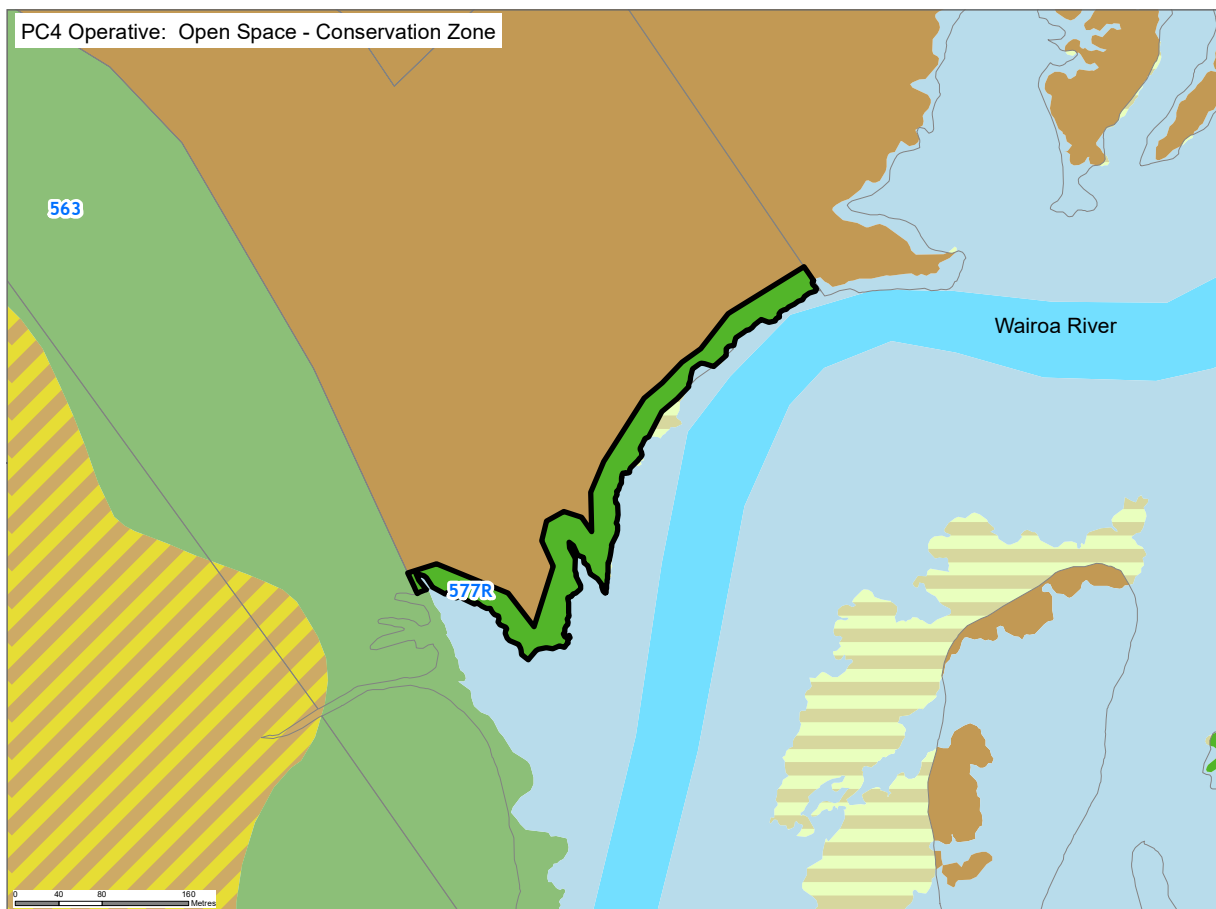 PC4 Operative:  Open Space - Conservation Zone
563
Wairoa River
577R
0 40 80 160
Metres